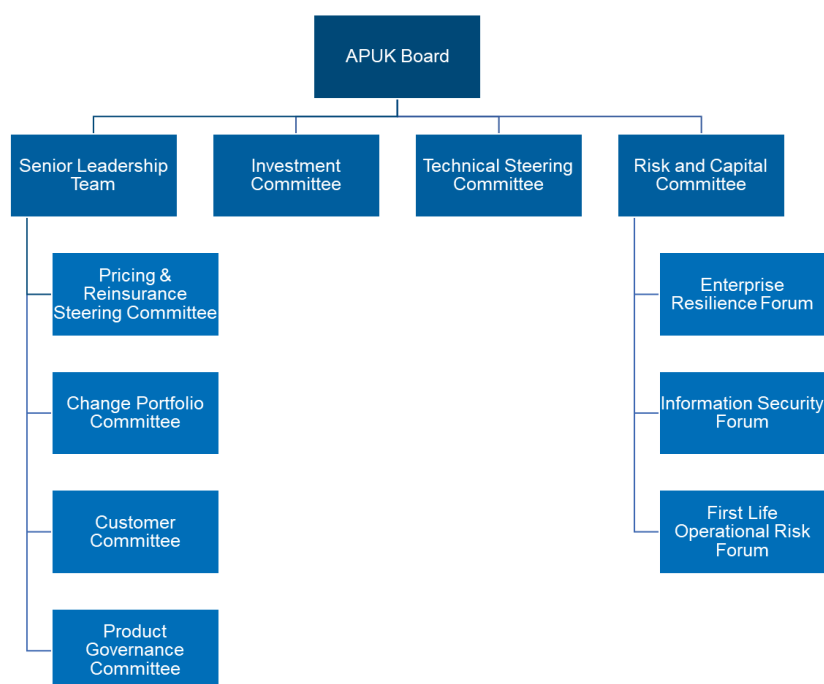 APUK Board
Senior Leadership
Team
Investment
Committee
Technical Steering
Committee
Risk and Capital
Committee
Pricing &
Reinsurance
Steering Committee
Change Portfolio
Committee
Customer
Committee
Product
Governance
Committee
Enterprise
Resilience Forum
Information Security
Forum
First Life
Operational Risk
Forum